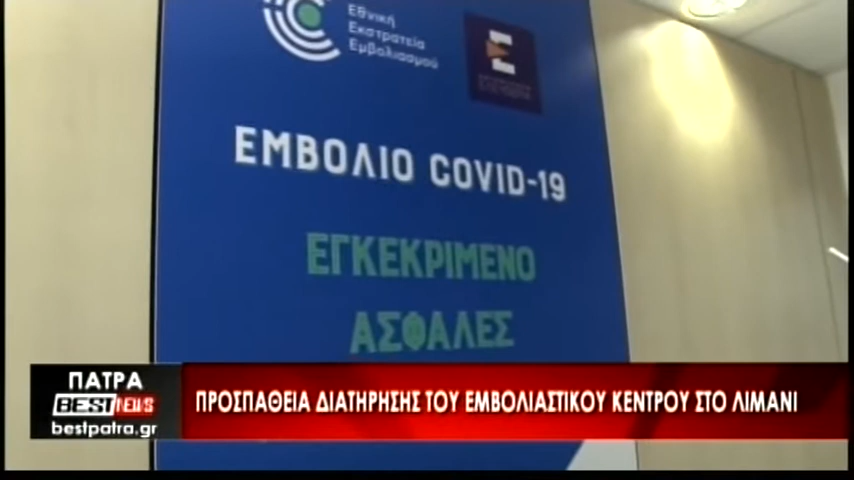 Εθνική
Εκστρατεία
Εμβολιασμού
ΕΜΒΟΛΙΟ COVID-19
ΕΓΚΕΚΡΙΜΕΝΟ
ΑΣΦΑΛΕΣ
ΠΑΤΡΑ
BEST NEWS
bestpatra.gr
ΠΡΟΣΠΑΘΕΙΑ ΔΙΑΤΗΡΗΣΗΣ ΤΟΥ ΕΜΒΟΛΙΑΣΤΙΚΟΥ ΚΕΝΤΡΟΥ ΣΤΟ ΛΙΜΑΝΙ